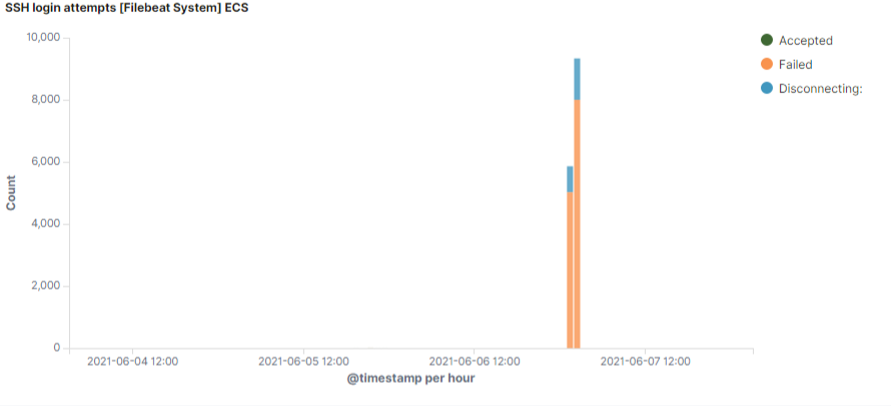 SSH login attempts [Filebeat System] ECS
10,000
8,000
6,000
4,000
2,000
0
Count
2021-06-04 12:00
2021-06-05 12:00
2021-06-06 12:00
2021-06-07 12:00
@timestamp per hour
Accepted
Failed
Disconnecting: